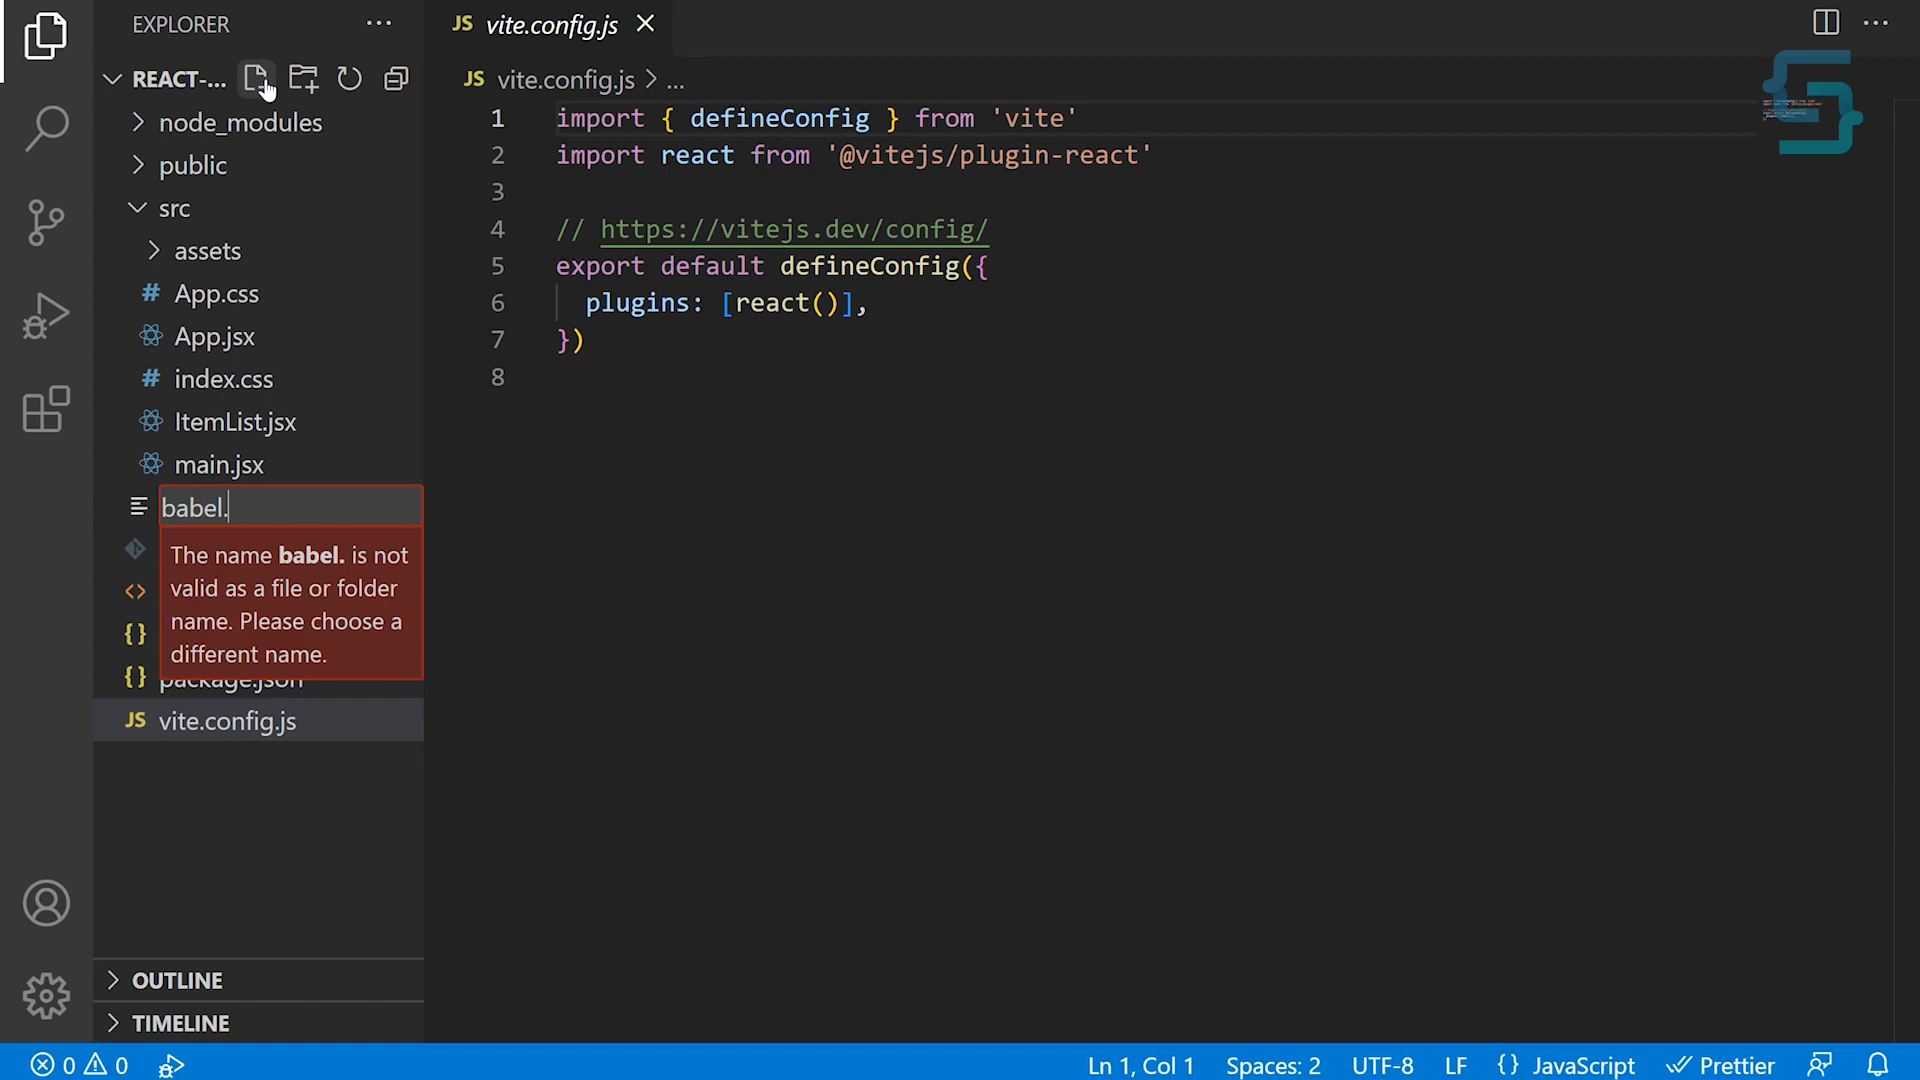 EXPLORER
REACT-...
node_modules
public
src
assets
# App.css
App.jsx
# index.css
ItemList.jsx
main.jsx
babel.
The name babel. is not
valid as a file or folder
name. Please choose a
different name.
{} package.json
JS vite.config.js
OUTLINE
TIMELINE
JS vite.config.js
JS vite.config.js > ...
1 import { defineConfig } from 'vite'
2 import react from '@vitejs/plugin-react'
3
4 // https://vitejs.dev/config/
5 export default defineConfig({
6 plugins: [react()],
7 })
8
0 0
Ln 1, Col 1 Spaces: 2 UTF-8 LF {} JavaScript Prettier